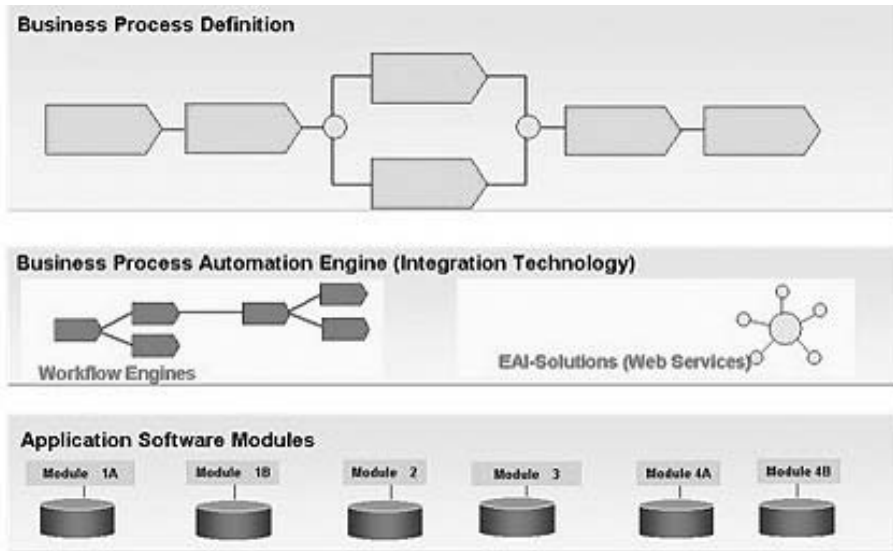 Business Process Definition
Business Process Automation Engine (Integration Technology)
Workflow Engines
EAI-Solutions (Web Services)
Application Software Modules
Module 1A
Module 1B
Module 2
Module 3
Module 4A
Module 4B